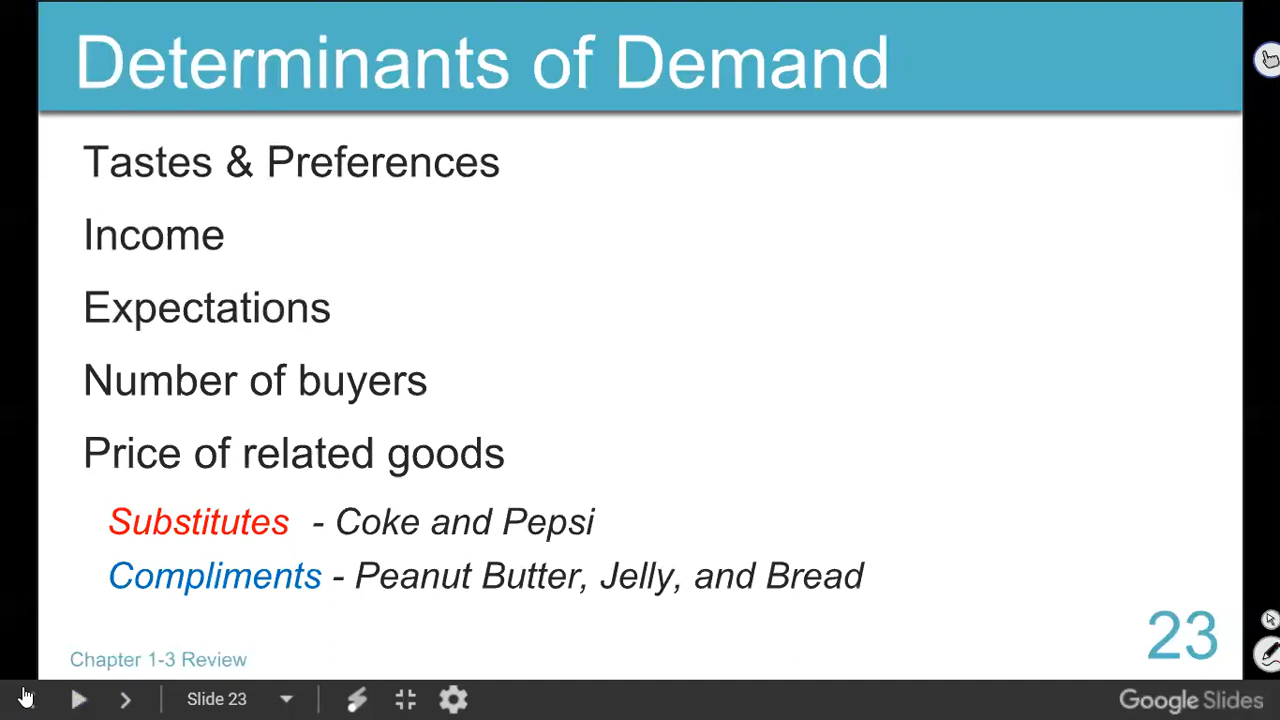 Determinants of Demand
Tastes & Preferences
Income
Expectations
Number of buyers
Price of related goods
Substitutes - Coke and Pepsi
Compliments - Peanut Butter, Jelly, and Bread
23
Chapter 1-3 Review
Slide 23
Google Slides